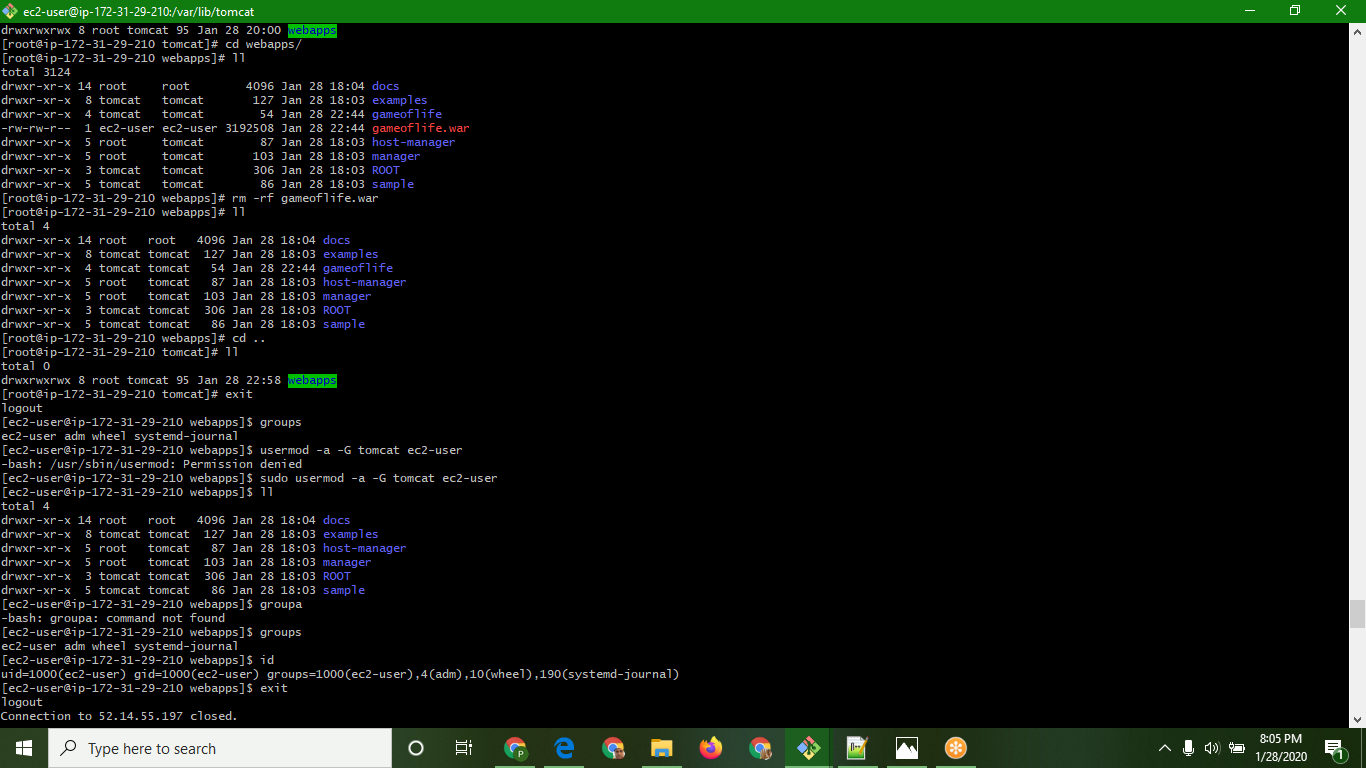 ec2-user@ip-172-31-29-210:/var/lib/tomcat
drwxrwxrwx 8 root tomcat 95 Jan 28 20:00 webapps
[root@ip-172-31-29-210 tomcat]# cd webapps/
[root@ip-172-31-29-210 webapps]# ll
total 3124
drwxr-xr-x 14 root     root        4096 Jan 28 18:04 docs
drwxr-xr-x  8 tomcat   tomcat       127 Jan 28 18:03 examples
drwxr-xr-x  4 tomcat   tomcat        54 Jan 28 22:44 gameoflife
-rw-rw-r--  1 ec2-user ec2-user 3192508 Jan 28 22:44 gameoflife.war
drwxr-xr-x  5 root     tomcat        87 Jan 28 18:03 host-manager
drwxr-xr-x  5 root     tomcat       103 Jan 28 18:03 manager
drwxr-xr-x  3 tomcat   tomcat       306 Jan 28 18:03 ROOT
drwxr-xr-x  5 tomcat   tomcat        86 Jan 28 18:03 sample
[root@ip-172-31-29-210 webapps]# rm -rf gameoflife.war
[root@ip-172-31-29-210 webapps]# ll
total 4
drwxr-xr-x 14 root   root   4096 Jan 28 18:04 docs
drwxr-xr-x  8 tomcat tomcat  127 Jan 28 18:03 examples
drwxr-xr-x  4 tomcat tomcat   54 Jan 28 22:44 gameoflife
drwxr-xr-x  5 root   tomcat   87 Jan 28 18:03 host-manager
drwxr-xr-x  5 root   tomcat  103 Jan 28 18:03 manager
drwxr-xr-x  3 tomcat tomcat  306 Jan 28 18:03 ROOT
drwxr-xr-x  5 tomcat tomcat   86 Jan 28 18:03 sample
[root@ip-172-31-29-210 webapps]# cd ..
[root@ip-172-31-29-210 tomcat]# ll
total 0
drwxrwxrwx 8 root tomcat 95 Jan 28 22:58 webapps
[root@ip-172-31-29-210 tomcat]# exit
logout
[ec2-user@ip-172-31-29-210 webapps]$ groups
ec2-user adm wheel systemd-journal
[ec2-user@ip-172-31-29-210 webapps]$ usermod -a -G tomcat ec2-user
-bash: /usr/sbin/usermod: Permission denied
[ec2-user@ip-172-31-29-210 webapps]$ sudo usermod -a -G tomcat ec2-user
[ec2-user@ip-172-31-29-210 webapps]$ ll
total 4
drwxr-xr-x 14 root   root   4096 Jan 28 18:04 docs
drwxr-xr-x  8 tomcat tomcat  127 Jan 28 18:03 examples
drwxr-xr-x  5 root   tomcat   87 Jan 28 18:03 host-manager
drwxr-xr-x  5 root   tomcat  103 Jan 28 18:03 manager
drwxr-xr-x  3 tomcat tomcat  306 Jan 28 18:03 ROOT
drwxr-xr-x  5 tomcat tomcat   86 Jan 28 18:03 sample
[ec2-user@ip-172-31-29-210 webapps]$ groupa
-bash: groupa: command not found
[ec2-user@ip-172-31-29-210 webapps]$ groups
ec2-user adm wheel systemd-journal
[ec2-user@ip-172-31-29-210 webapps]$ id
uid=1000(ec2-user) gid=1000(ec2-user) groups=1000(ec2-user),4(adm),10(wheel),190(systemd-journal)
[ec2-user@ip-172-31-29-210 webapps]$ exit
logout
Connection to 52.14.55.197 closed.
Type here to search
P
8:05 PM
1/28/2020
1